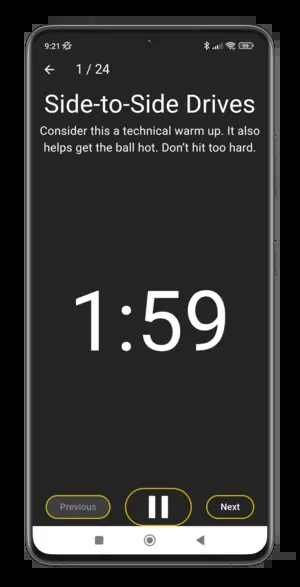 9:21
1 / 24
Side-to-Side Drives
Consider this a technical warm up. It also
helps get the ball hot. Don't hit too hard.
1:59
Previous
Next